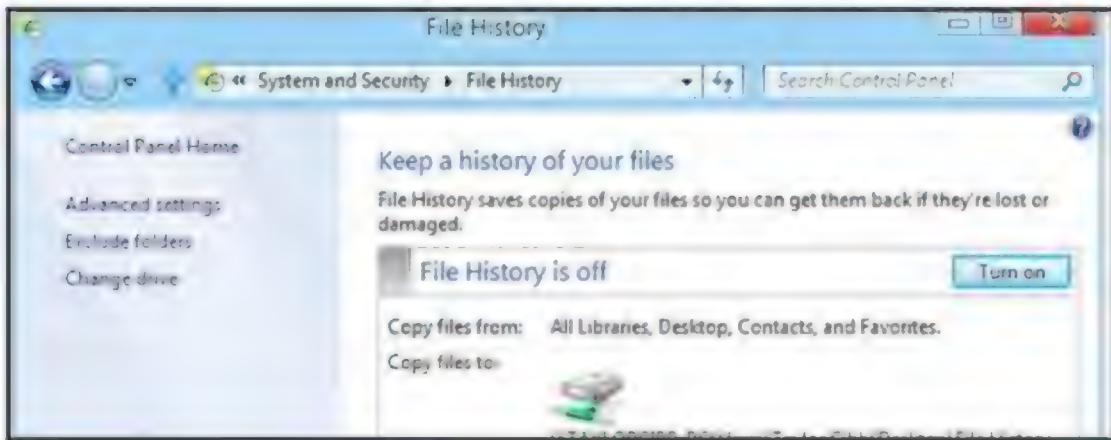 File History
« System and Security ▸ File History
Search Control Panel
Control Panel Home
Advanced settings
Exclude folders
Change drive
Keep a history of your files
File History saves copies of your files so you can get them back if they're lost or
damaged.
File History is off
Turn on
Copy files from: All Libraries, Desktop, Contacts, and Favorites.
Copy files to: